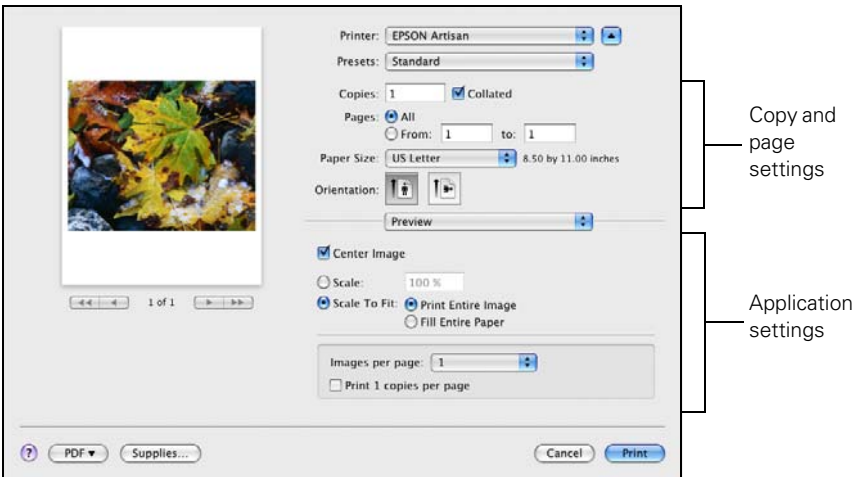 Printer: EPSON Artisan
Presets: Standard
Copies: 1 Collated
Pages: All
From: 1 to: 1
Paper Size: US Letter 8.50 by 11.00 inches
Orientation:
Preview
Center Image
Scale: 100 %
Scale To Fit: Print Entire Image
Fill Entire Paper
Images per page: 1
Print 1 copies per page
1 of 1
? PDF Supplies... Cancel Print
Copy and
page
settings
Application
settings